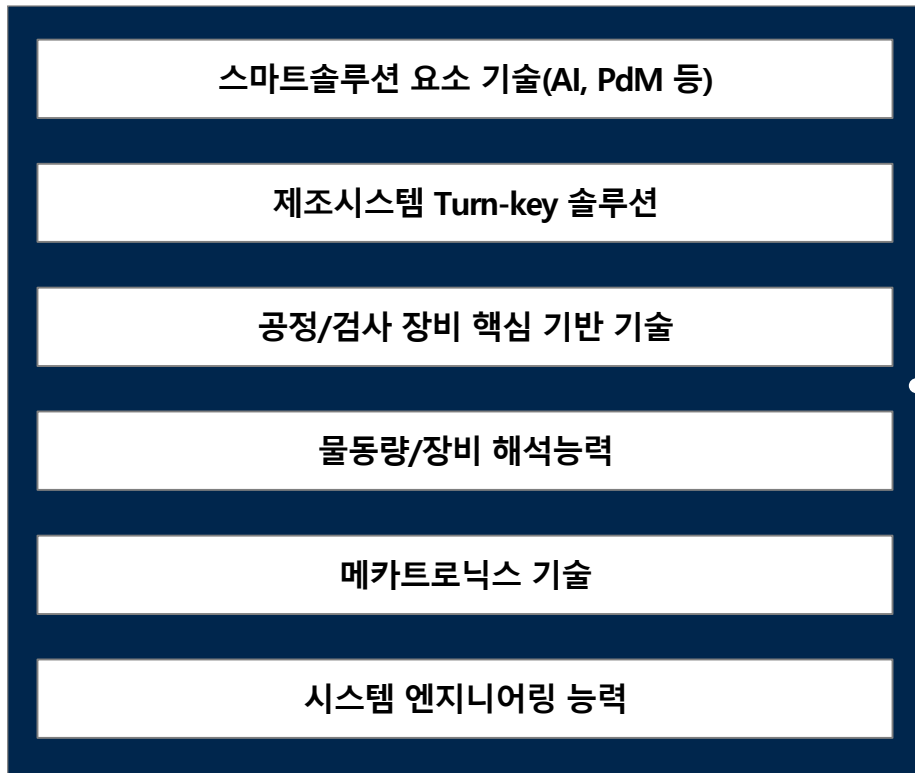 스마트솔루션 요소 기술(AI, PdM 등)
제조시스템 Turn-key 솔루션
공정/검사 장비 핵심 기반 기술
물동량/장비 해석능력
메카트로닉스 기술
시스템 엔지니어링 능력